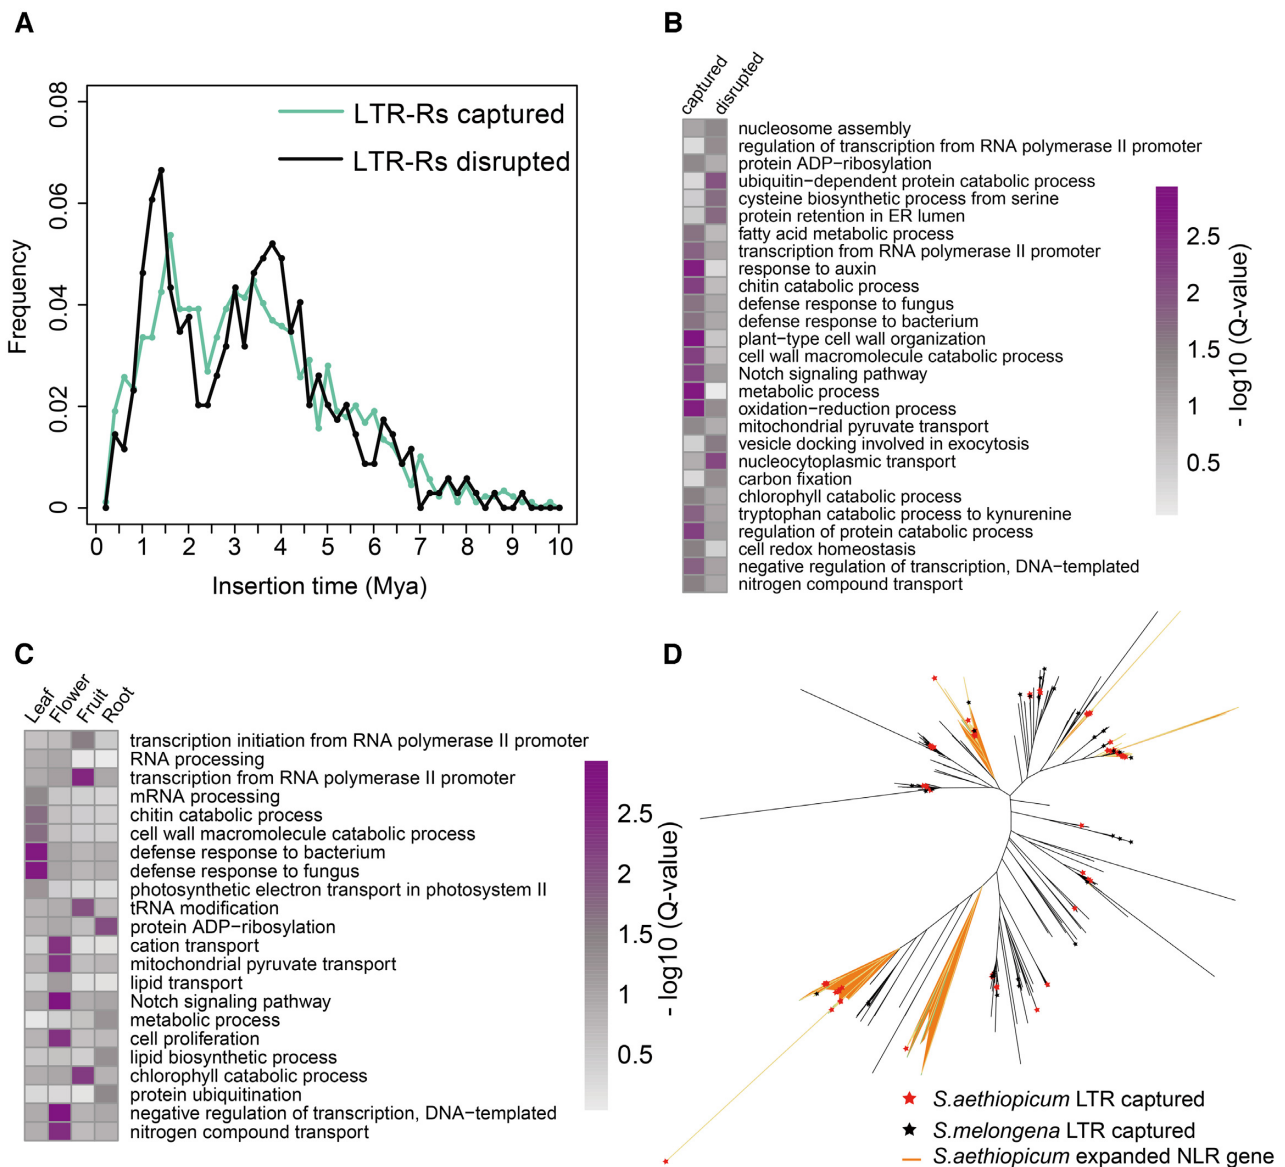 A
0.08
0.06
0.04
0.02
0
Frequency
LTR-Rs captured
LTR-Rs disrupted
0 1 2 3 4 5 6 7 8 9 10
Insertion time (Mya)
B
captured
disrupted
nucleosome assembly
regulation of transcription from RNA polymerase II promoter
protein ADP−ribosylation
ubiquitin−dependent protein catabolic process
cysteine biosynthetic process from serine
protein retention in ER lumen
fatty acid metabolic process
transcription from RNA polymerase II promoter
response to auxin
chitin catabolic process
defense response to fungus
defense response to bacterium
plant−type cell wall organization
cell wall macromolecule catabolic process
Notch signaling pathway
metabolic process
oxidation−reduction process
mitochondrial pyruvate transport
vesicle docking involved in exocytosis
nucleocytoplasmic transport
carbon fixation
chlorophyll catabolic process
tryptophan catabolic process to kynurenine
regulation of protein catabolic process
cell redox homeostasis
negative regulation of transcription, DNA−templated
nitrogen compound transport
2.5
2
1.5
1
0.5
- log10 (Q-value)
C
Leaf
Flower
Fruit
Root
transcription initiation from RNA polymerase II promoter
RNA processing
transcription from RNA polymerase II promoter
mRNA processing
chitin catabolic process
cell wall macromolecule catabolic process
defense response to bacterium
defense response to fungus
photosynthetic electron transport in photosystem II
tRNA modification
protein ADP−ribosylation
cation transport
mitochondrial pyruvate transport
lipid transport
Notch signaling pathway
metabolic process
cell proliferation
lipid biosynthetic process
chlorophyll catabolic process
protein ubiquitination
negative regulation of transcription, DNA−templated
nitrogen compound transport
2.5
2
1.5
1
0.5
- log10 (Q-value)
D
S.aethiopicum LTR captured
S.melongena LTR captured
S.aethiopicum expanded NLR gene